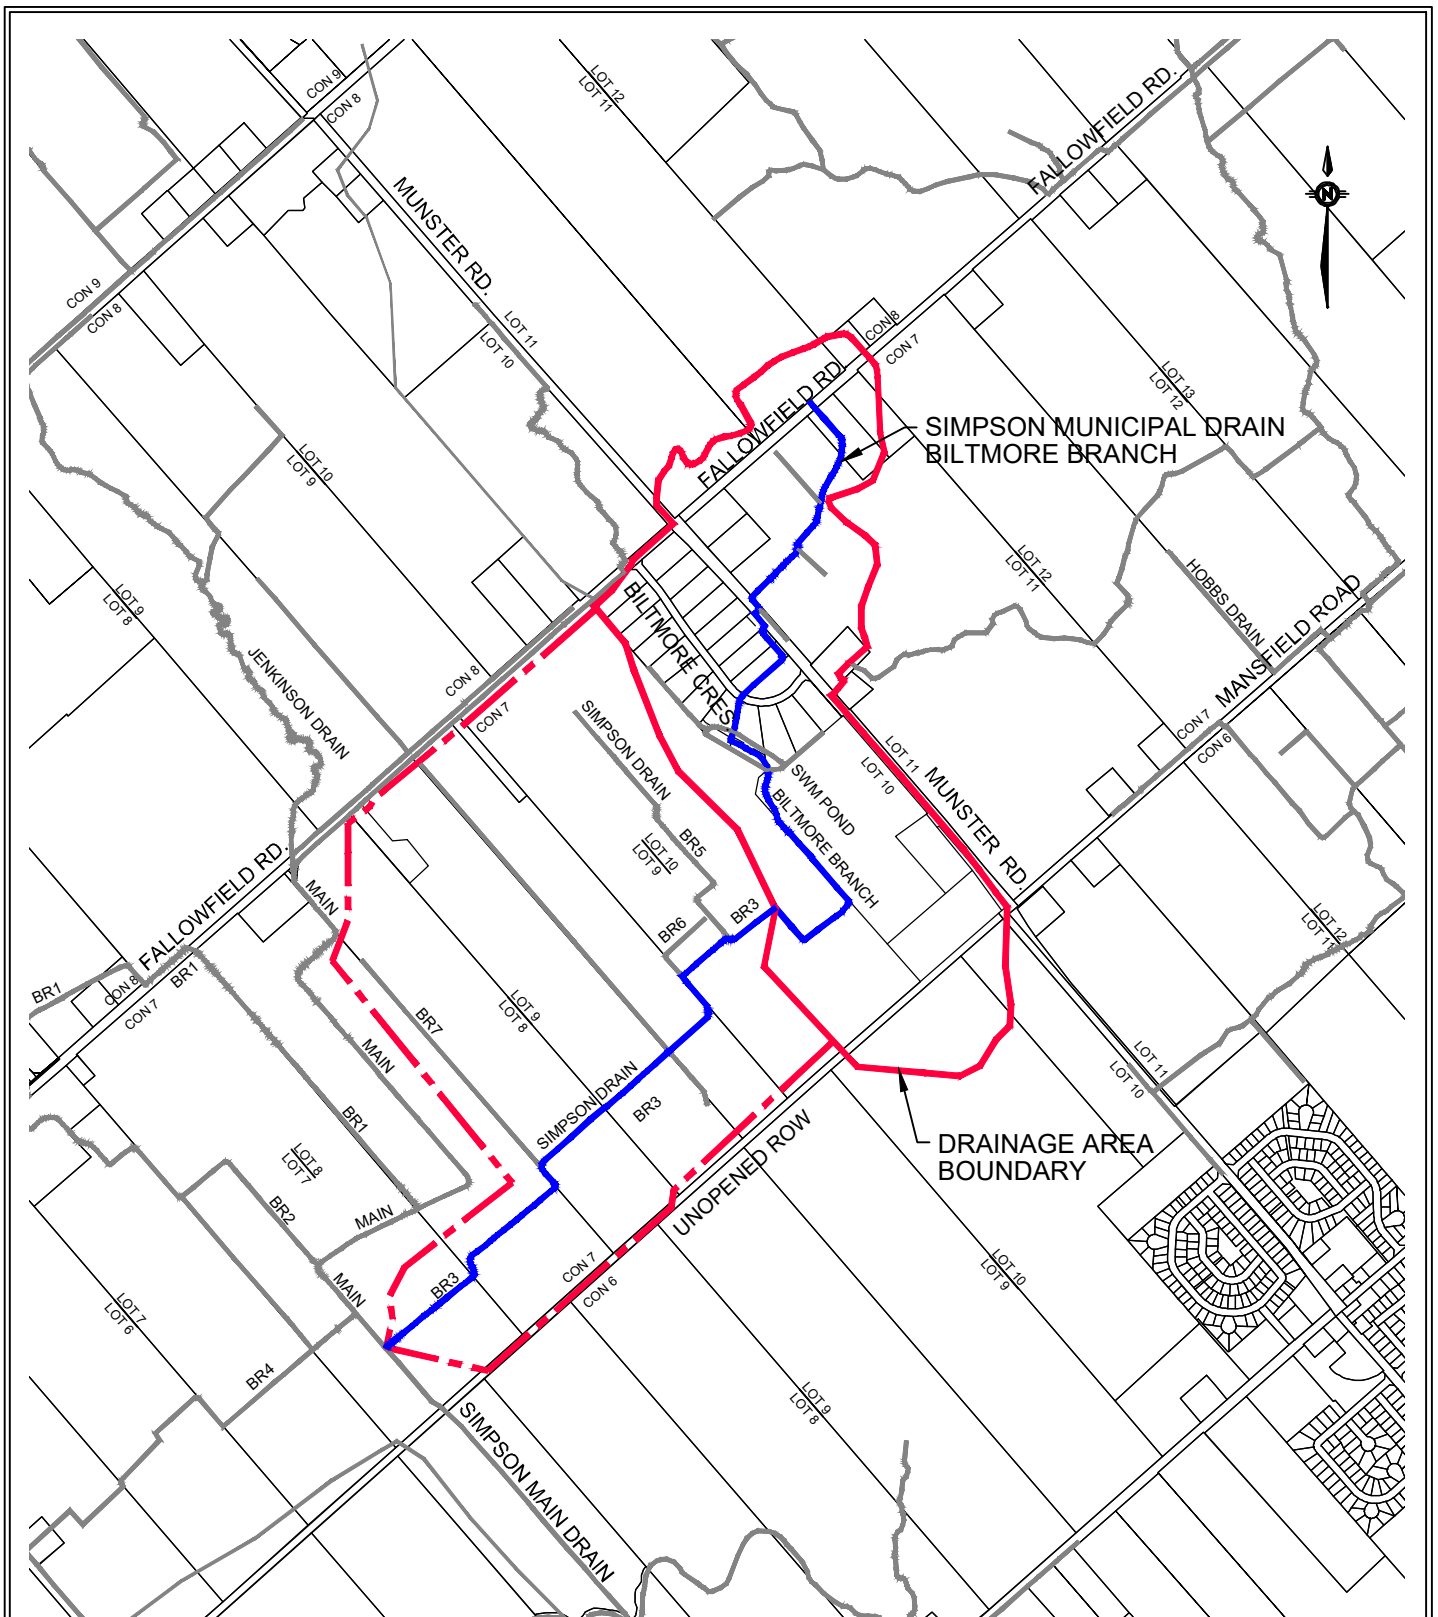 LOT 12
LOT 11
CON 9
CON 8
FALLOWFIELD RD.
MUNSTER RD.
N
CON 9
CON 8
LOT 11
LOT 10
CON 8
CON 7
LOT 13
LOT 12
FALLOWFIELD RD.
SIMPSON MUNICIPAL DRAIN
BILTMORE BRANCH
LOT 10
LOT 9
LOT 12
LOT 11
HOBBS DRAIN
MANSFIELD ROAD
LOT 9
LOT 8
BILTMORE CRES.
JENKINSON DRAIN
CON 8
CON 7
SIMPSON DRAIN
CON 7
CON 6
LOT 11
LOT 10
MUNSTER RD.
SWM POND
BILTMORE BRANCH
BR5
LOT 10
LOT 9
FALLOWFIELD RD.
MAIN
BR3
BR6
LOT 12
LOT 11
BR1
CON 8
CON 7
BR1
BR7
LOT 9
LOT 8
MAIN
SIMPSON DRAIN
BR3
BR1
LOT 11
LOT 10
UNOPENED ROW
DRAINAGE AREA
BOUNDARY
LOT 8
LOT 7
BR2
MAIN
CON 7
CON 6
LOT 10
LOT 9
MAIN
BR3
LOT 7
LOT 6
BR4
LOT 9
LOT 8
SIMPSON MAIN DRAIN